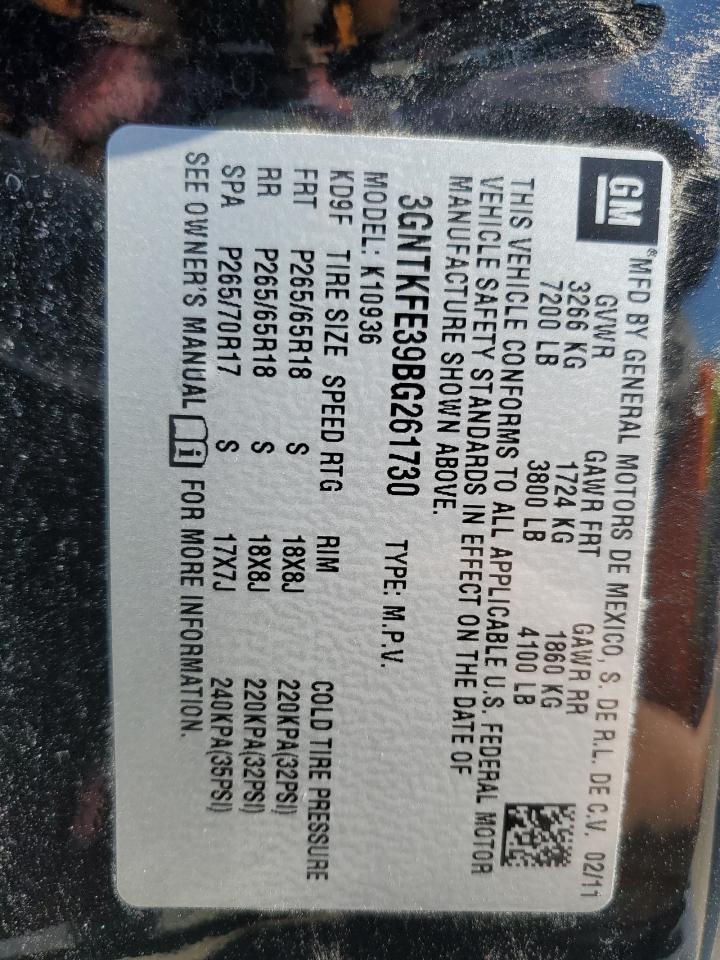 GM ® MFD BY GENERAL MOTORS DE MEXICO, S. DE R.L. DE C.V. 02/11
GVWR GAWR FRT GAWR RR
3266 KG 1724 KG 1860 KG
7200 LB 3800 LB 4100 LB
THIS VEHICLE CONFORMS TO ALL APPLICABLE U.S. FEDERAL MOTOR
VEHICLE SAFETY STANDARDS IN EFFECT ON THE DATE OF
MANUFACTURE SHOWN ABOVE.
3GNTKFE39BG261730 TYPE: M.P.V.
MODEL: K10936
KD9F TIRE SIZE SPEED RTG RIM COLD TIRE PRESSURE
FRT P265/65R18 S 18X8J 220KPA(32PSI)
RR P265/65R18 S 18X8J 220KPA(32PSI)
SPA P265/70R17 S 17X7J 240KPA(35PSI)
SEE OWNER'S MANUAL i FOR MORE INFORMATION.